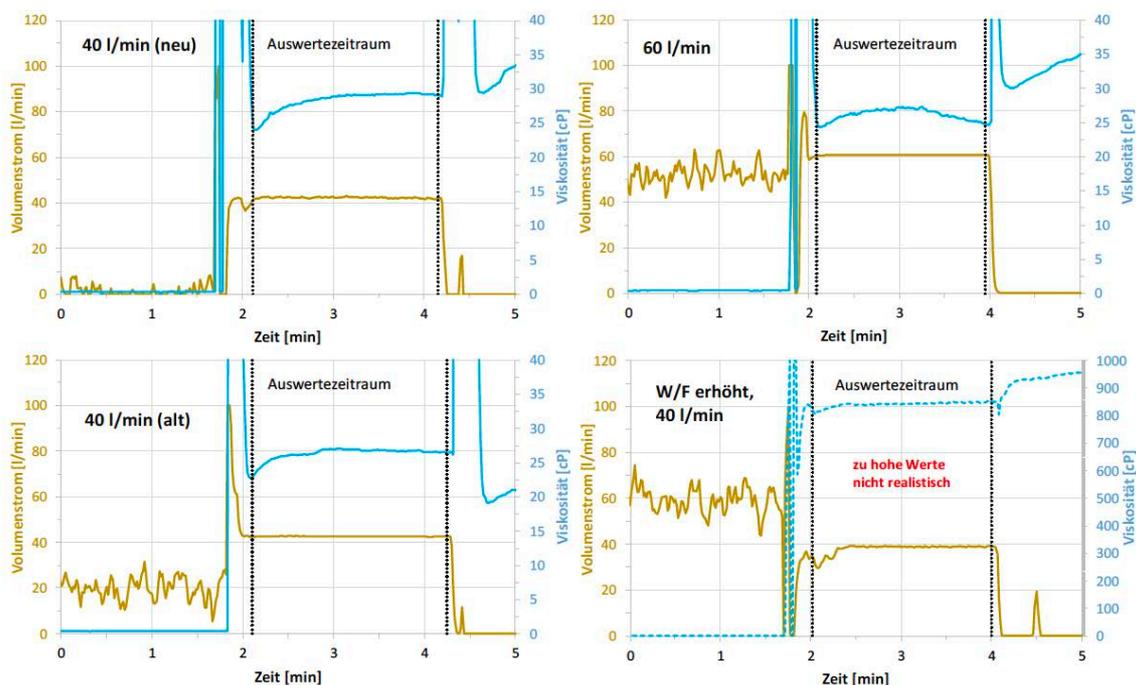 40 l/min (neu)
Auswertezeitraum
Volumenstrom [l/min]
120
100
80
60
40
20
0
Viskosität [cP]
40
35
30
25
20
15
10
5
0
0 1 2 3 4 5
Zeit [min]
60 l/min
Auswertezeitraum
Volumenstrom [l/min]
120
100
80
60
40
20
0
Viskosität [cP]
40
35
30
25
20
15
10
5
0
0 1 2 3 4 5
Zeit [min]
40 l/min (alt)
Auswertezeitraum
Volumenstrom [l/min]
120
100
80
60
40
20
0
Viskosität [cP]
40
35
30
25
20
15
10
5
0
0 1 2 3 4 5
Zeit [min]
W/F erhöht,
40 l/min
Auswertezeitraum
zu hohe Werte
nicht realistisch
Volumenstrom [l/min]
120
100
80
60
40
20
0
Viskosität [cP]
1000
900
800
700
600
500
400
300
200
100
0
0 1 2 3 4 5
Zeit [min]